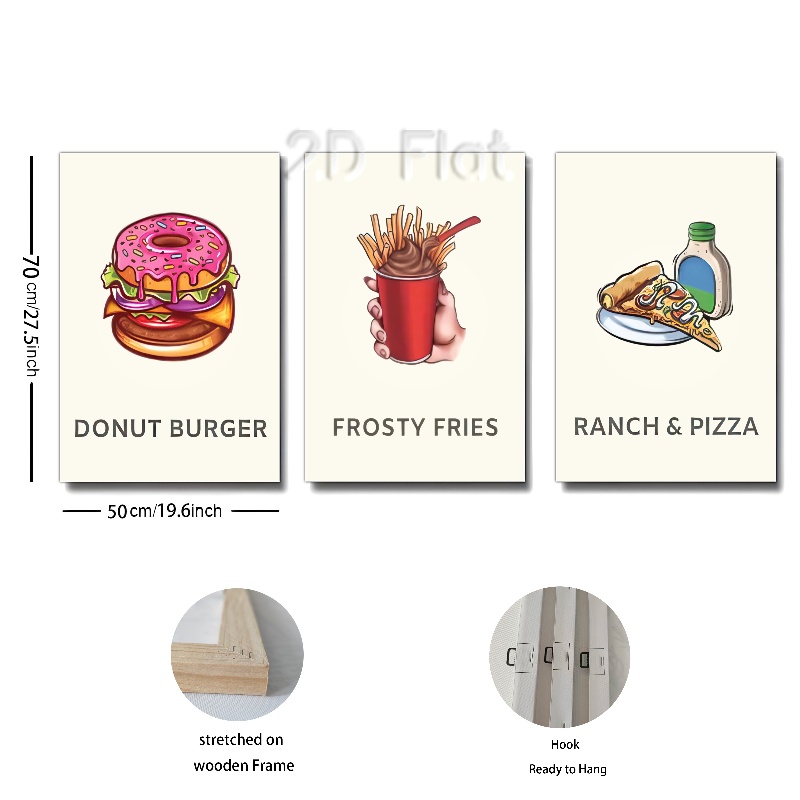 2D Flat
70 cm/27.5inch
DONUT BURGER
FROSTY FRIES
RANCH & PIZZA
50cm/19.6inch
stretched on
wooden Frame
Hook
Ready to Hang